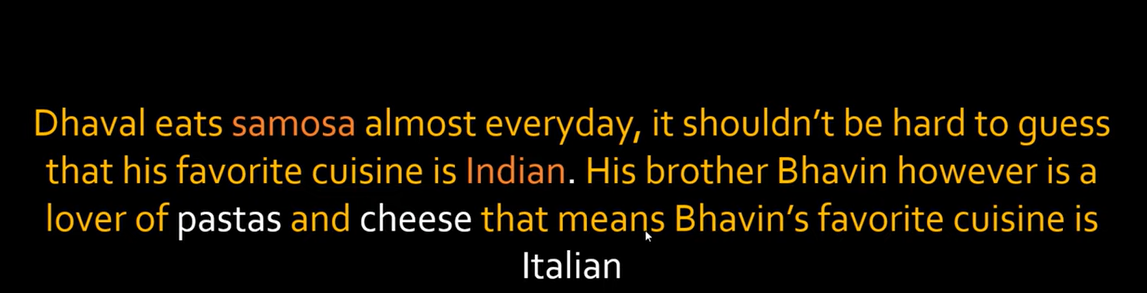 Dhaval eats samosa almost everyday, it shouldn’t be hard to guess
that his favorite cuisine is Indian. His brother Bhavin however is a
lover of pastas and cheese that means Bhavin’s favorite cuisine is
Italian